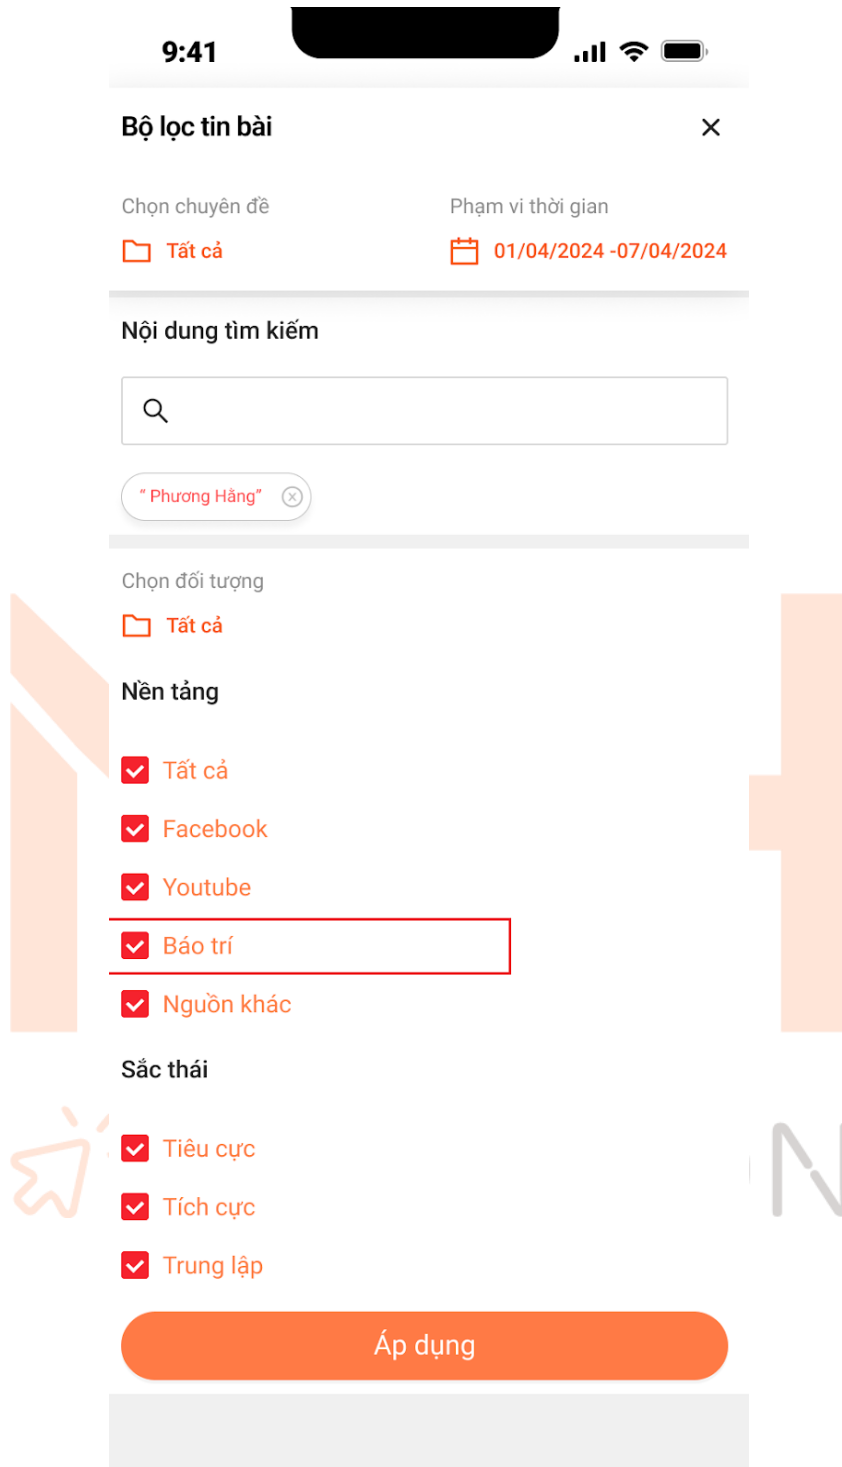 9:41
Bộ lọc tin bài
Chọn chuyên đề
Phạm vi thời gian
Tất cả
01/04/2024 -07/04/2024
Nội dung tìm kiếm
“ Phương Hằng”
Chọn đối tượng
Tất cả
Nền tảng
Tất cả
Facebook
Youtube
Báo trí
Nguồn khác
Sắc thái
Tiêu cực
Tích cực
Trung lập
Áp dụng